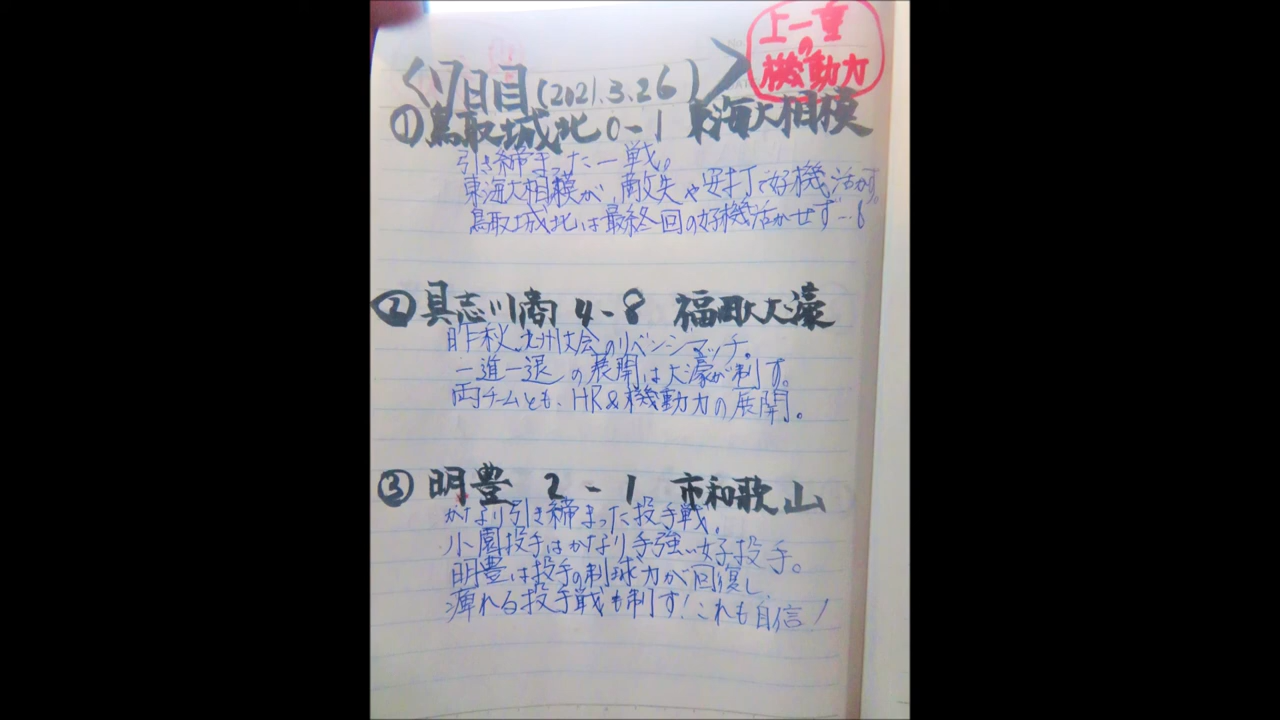 上一重
の
機動力
<7日目(2021.3.26)>
①鳥取城北 0-1 東海大相模
引き締まった一戦。
東海大相模が、敵失や安打で好機活かす。
鳥取城北は最終回の好機活かせず…。
②具志川商 4-8 福岡大大濠
昨秋、九州大会のリベンジマッチ。
一進一退の展開は大濠が制す。
両チームとも、HR&機動力の展開。
③明豊 2-1 市和歌山
かなり引き締まった投手戦。
小園投手はかなり手強い好投手。
明豊は投手の制球力が回復し、
痺れる投手戦も制す!これも自信!